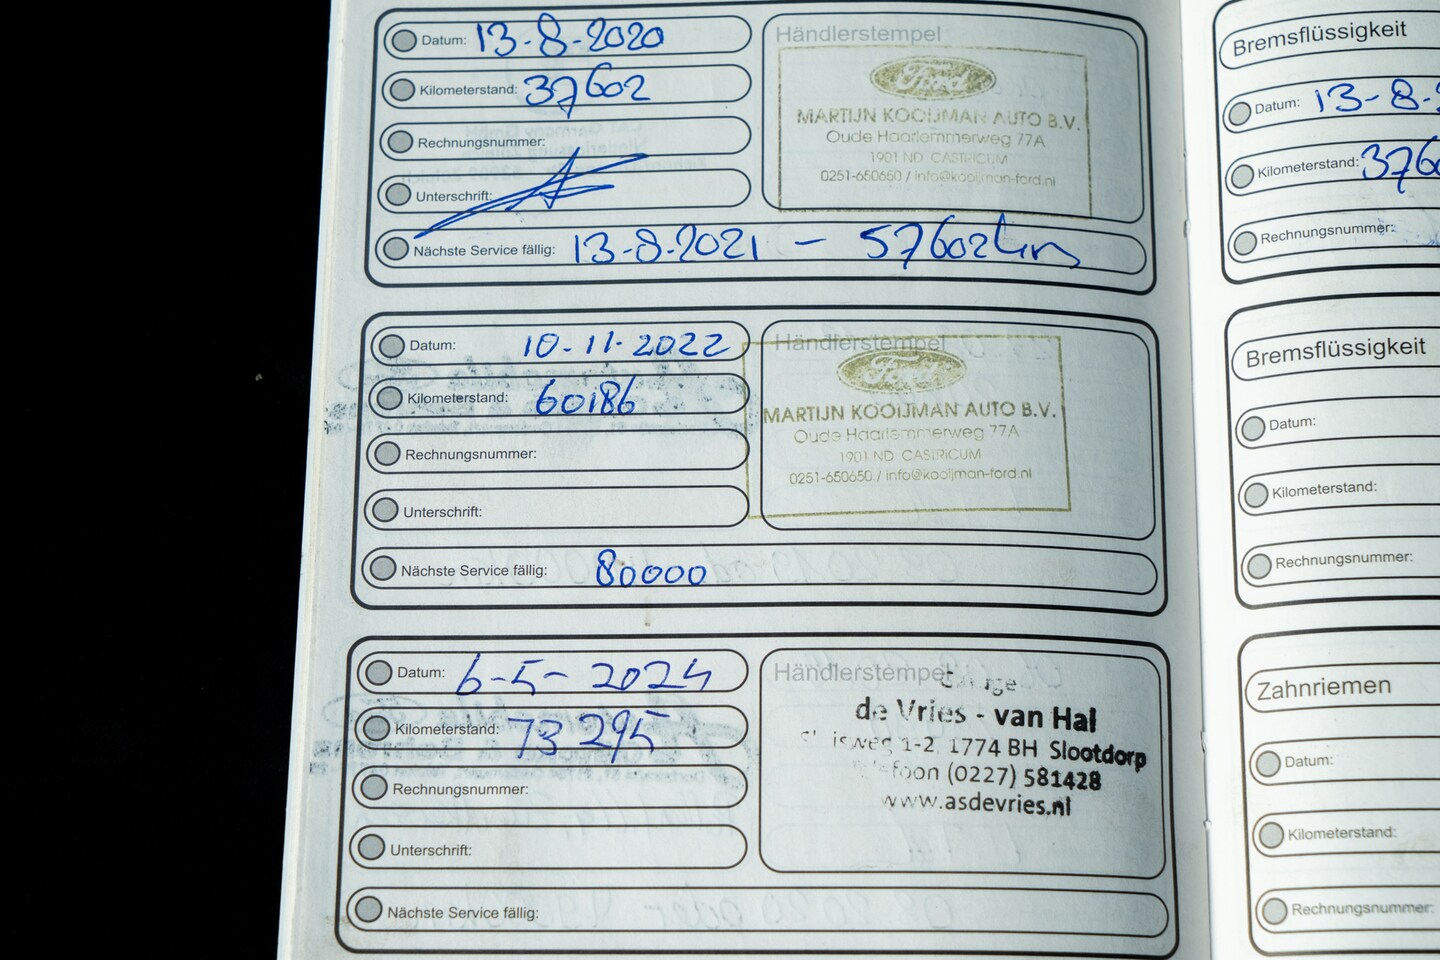 Datum: 13-8-2020
Kilometerstand: 37602
Rechnungsnummer:
Unterschrift:
Nächste Service fällig: 13-8-2021 - 57602km
Händlerstempel
Ford
MARTIJN KOOIJMAN AUTO B.V.
Oude Haarlemmerweg 77A
1901 ND CASTRICUM
0251-650650 / info@kooijman-ford.nl
Datum: 10-11-2022
Kilometerstand: 60186
Rechnungsnummer:
Unterschrift:
Nächste Service fällig: 80000
Händlerstempel
Ford
MARTIJN KOOIJMAN AUTO B.V.
Oude Haarlemmerweg 77A
1901 ND CASTRICUM
0251-650650 / info@kooijman-ford.nl
Datum: 6-5-2024
Kilometerstand: 73295
Rechnungsnummer:
Unterschrift:
Nächste Service fällig:
Händlerstempel
de Vries - van Hal
1-2, 1774 BH Slootdorp
(0227) 581428
www.asdevries.nl
Bremsflüssigkeit
Datum: 13-8-
Kilometerstand: 376
Rechnungsnummer:
Bremsflüssigkeit
Datum:
Kilometerstand:
Rechnungsnummer:
Zahnriemen
Datum:
Kilometerstand:
Rechnungsnummer: